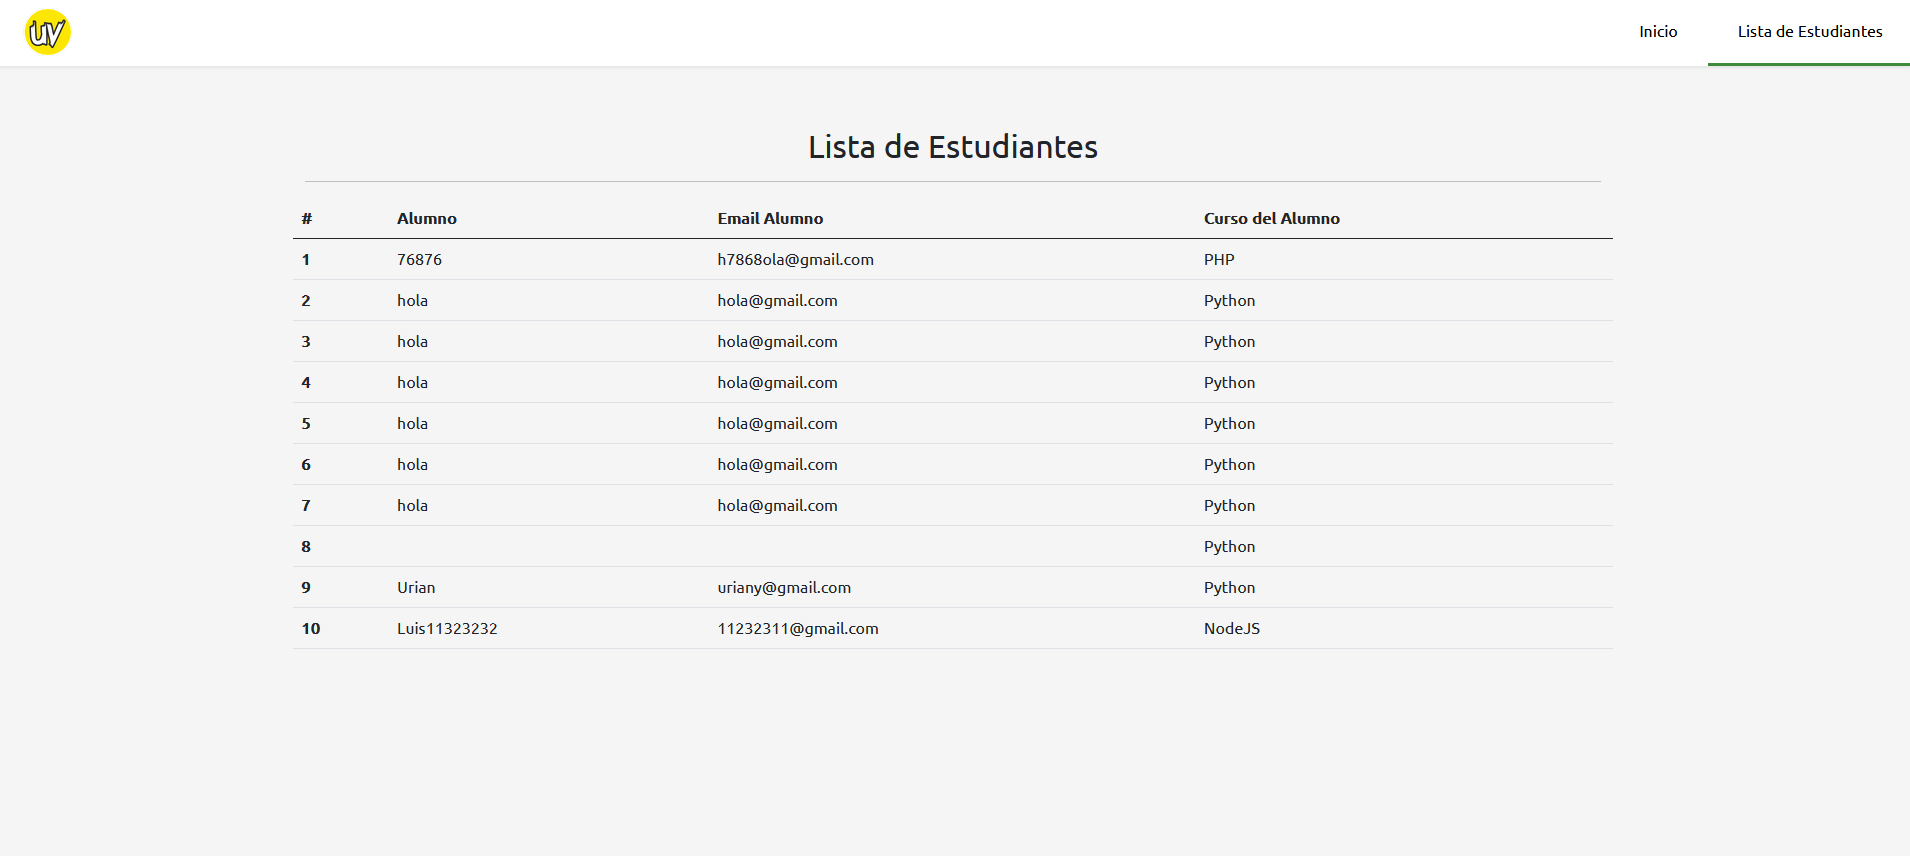 uv
Inicio Lista de Estudiantes
Lista de Estudiantes
# Alumno Email Alumno Curso del Alumno
1 76876 h7868ola@gmail.com PHP
2 hola hola@gmail.com Python
3 hola hola@gmail.com Python
4 hola hola@gmail.com Python
5 hola hola@gmail.com Python
6 hola hola@gmail.com Python
7 hola hola@gmail.com Python
8 Python
9 Urian uriany@gmail.com Python
10 Luis11323232 11232311@gmail.com NodeJS